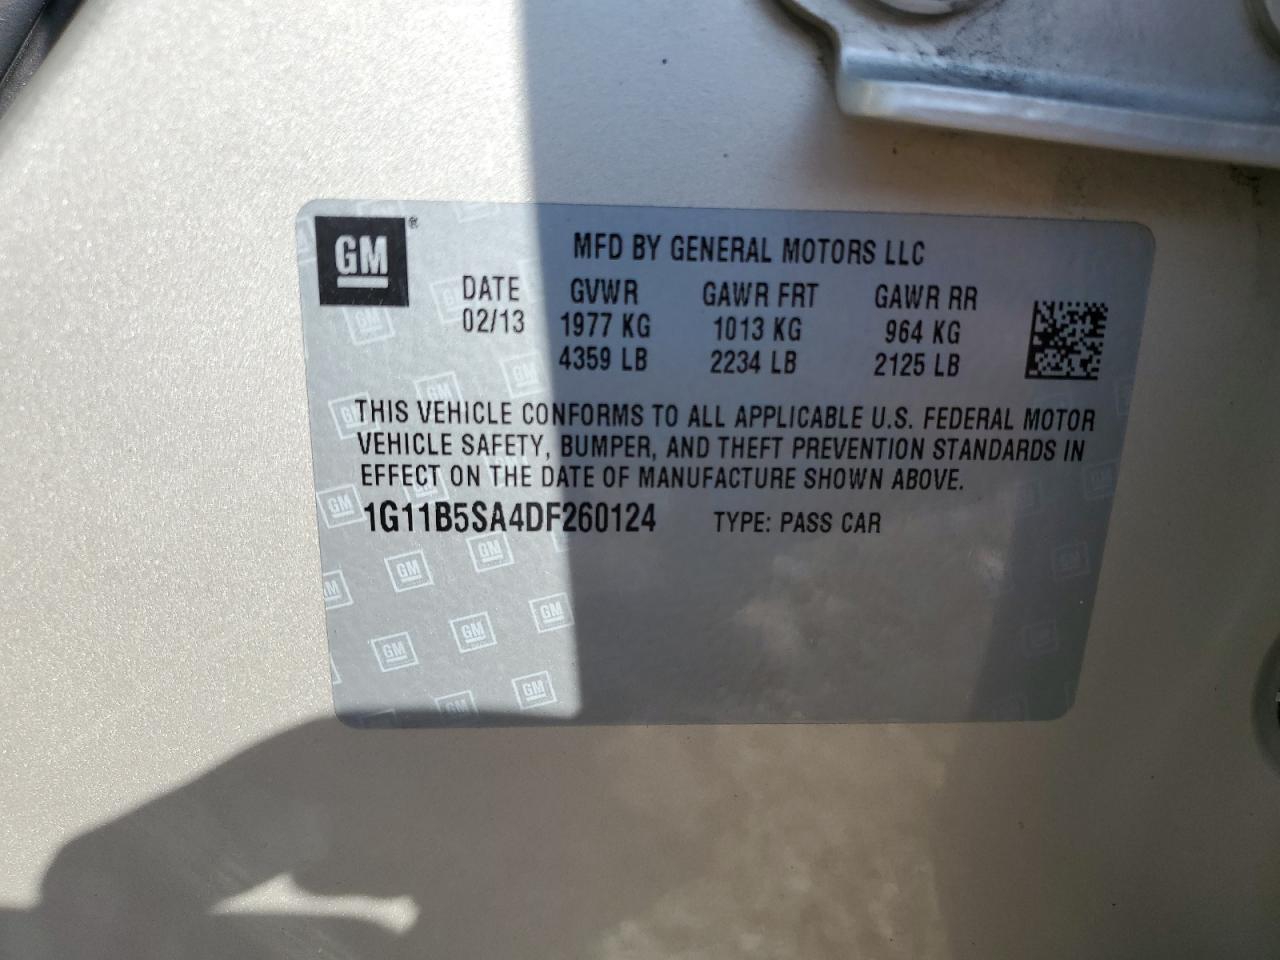 GM®
MFD BY GENERAL MOTORS LLC
DATE GVWR GAWR FRT GAWR RR
02/13 1977 KG 1013 KG 964 KG
4359 LB 2234 LB 2125 LB
THIS VEHICLE CONFORMS TO ALL APPLICABLE U.S. FEDERAL MOTOR
VEHICLE SAFETY, BUMPER, AND THEFT PREVENTION STANDARDS IN
EFFECT ON THE DATE OF MANUFACTURE SHOWN ABOVE.
1G11B5SA4DF260124 TYPE: PASS CAR